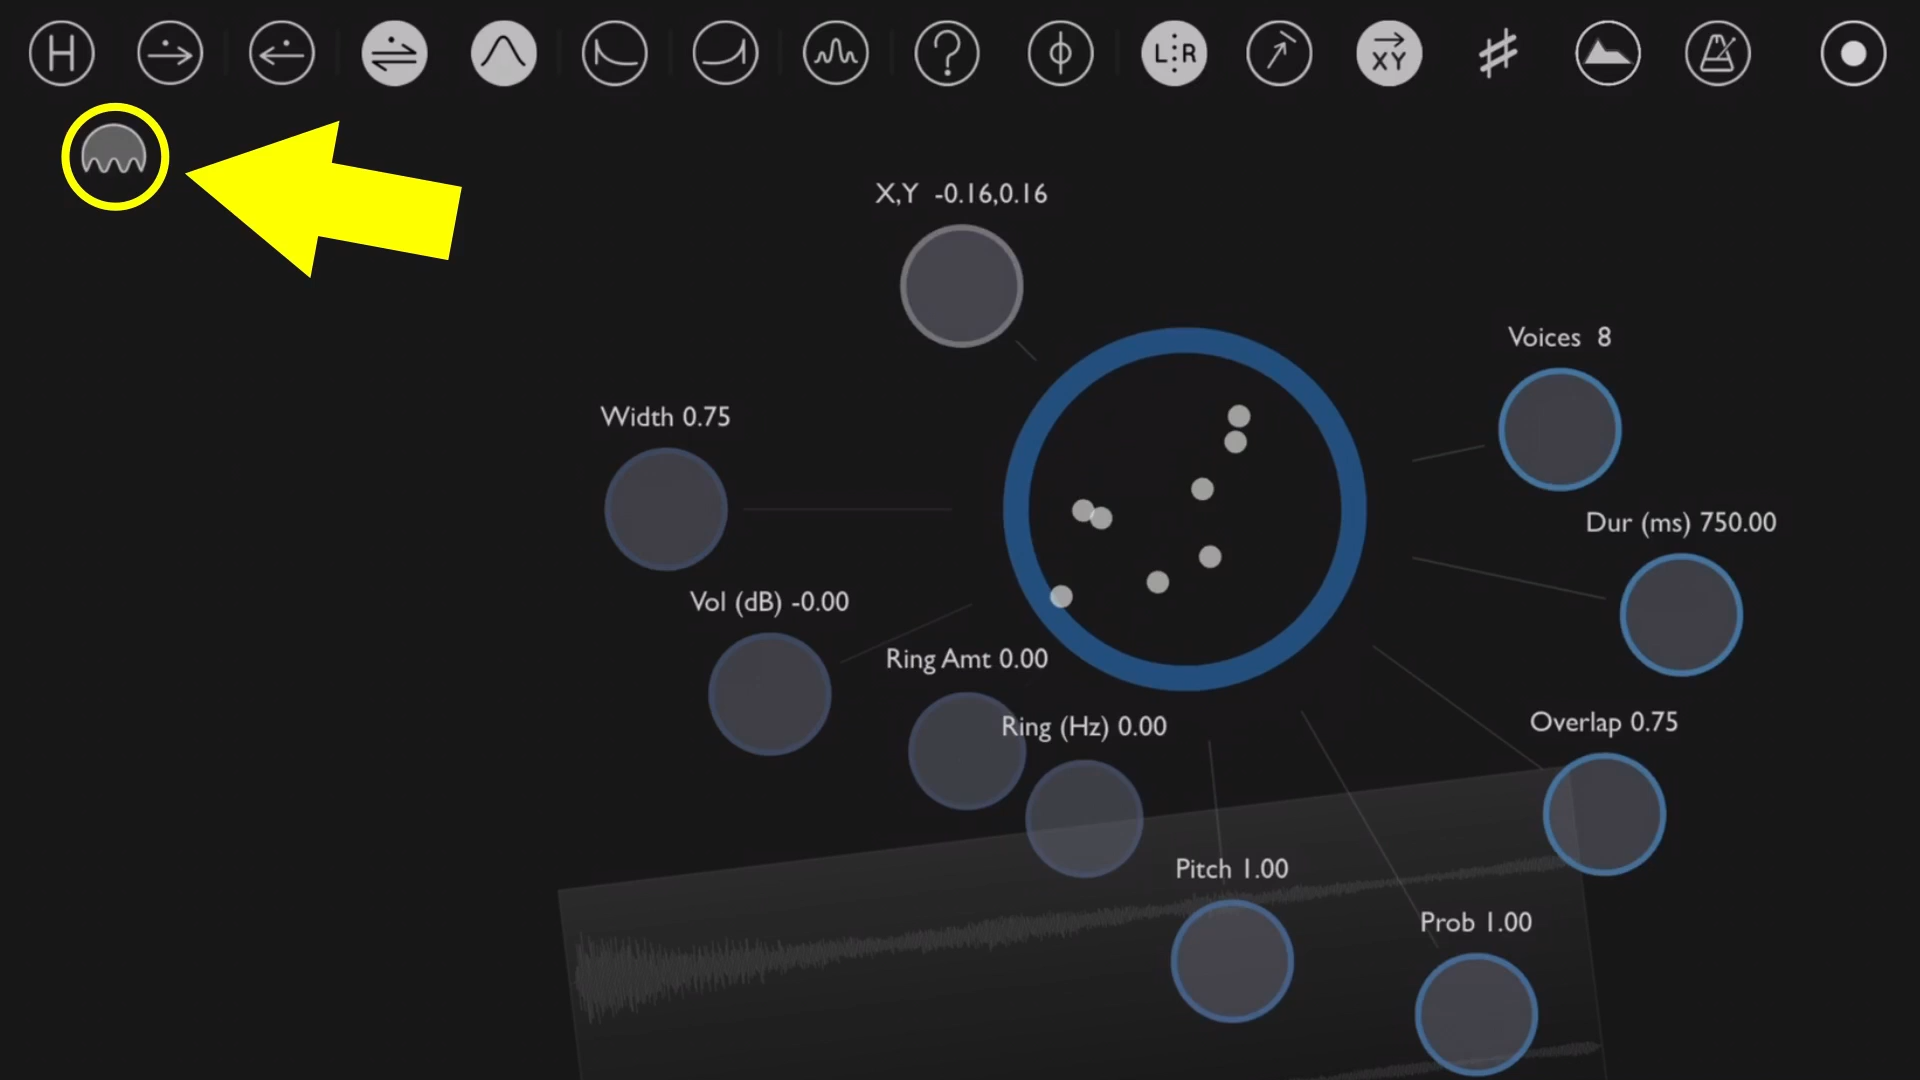 H
?
L:R
XY
X,Y -0.16,0.16
Voices 8
Width 0.75
Dur (ms) 750.00
Vol (dB) -0.00
Ring Amt 0.00
Ring (Hz) 0.00
Overlap 0.75
Pitch 1.00
Prob 1.00